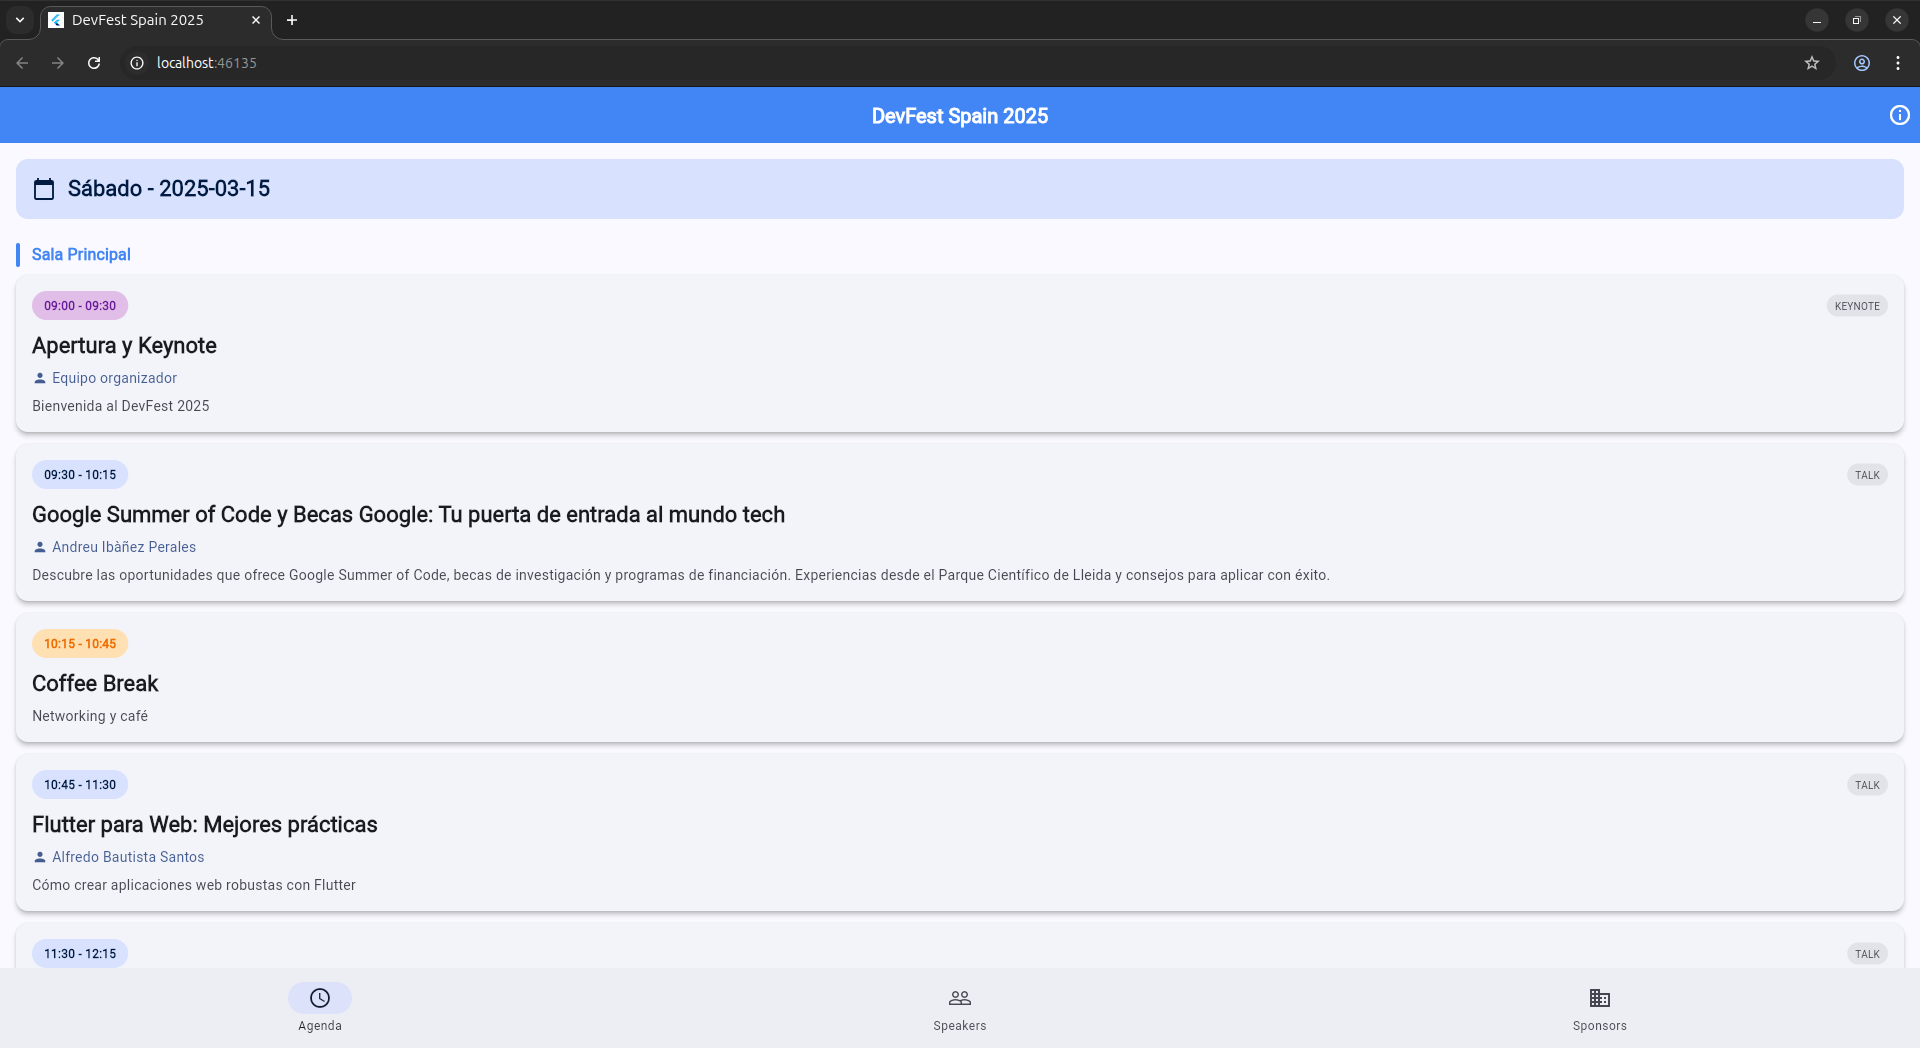 DevFest Spain 2025
localhost:46135
DevFest Spain 2025
Sábado - 2025-03-15
Sala Principal
09:00 - 09:30
KEYNOTE
Apertura y Keynote
Equipo organizador
Bienvenida al DevFest 2025
09:30 - 10:15
TALK
Google Summer of Code y Becas Google: Tu puerta de entrada al mundo tech
Andreu Ibàñez Perales
Descubre las oportunidades que ofrece Google Summer of Code, becas de investigación y programas de financiación. Experiencias desde el Parque Científico de Lleida y consejos para aplicar con éxito.
10:15 - 10:45
Coffee Break
Networking y café
10:45 - 11:30
TALK
Flutter para Web: Mejores prácticas
Alfredo Bautista Santos
Cómo crear aplicaciones web robustas con Flutter
11:30 - 12:15
TALK
Agenda
Speakers
Sponsors